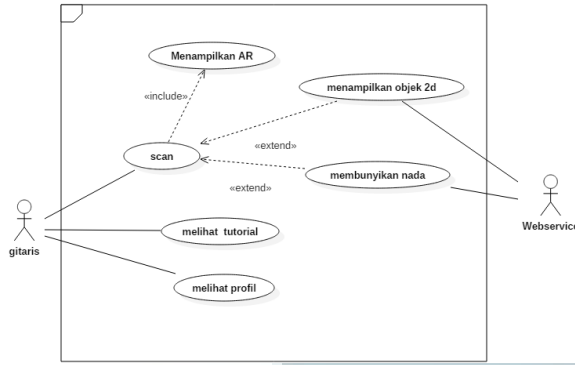 Menampilkan AR
menampilkan objek 2d
«include»
«extend»
scan
membunyikan nada
«extend»
melihat tutorial
melihat profil
gitaris
Webservice